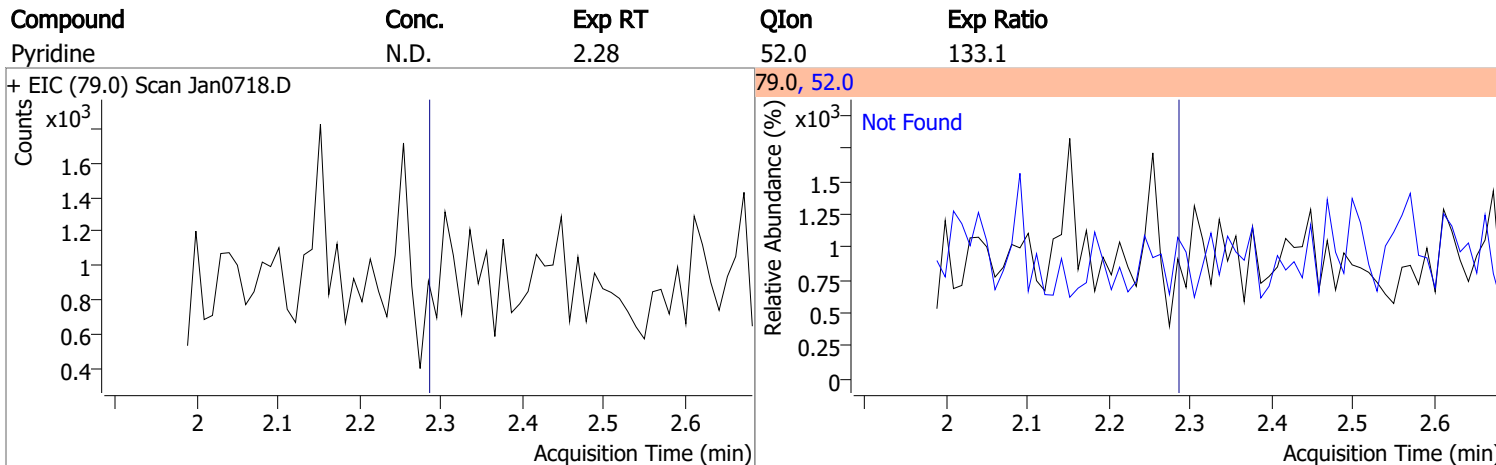 Compound Conc. Exp RT QIon Exp Ratio
Pyridine N.D. 2.28 52.0 133.1
+ EIC (79.0) Scan Jan0718.D
Counts
x10³
1.6
1.4
1.2
1
0.8
0.6
0.4
2 2.1 2.2 2.3 2.4 2.5 2.6
Acquisition Time (min)
79.0, 52.0
Relative Abundance (%)
x10³
Not Found
1.5
1.25
1
0.75
0.5
0.25
0
2 2.1 2.2 2.3 2.4 2.5 2.6
Acquisition Time (min)